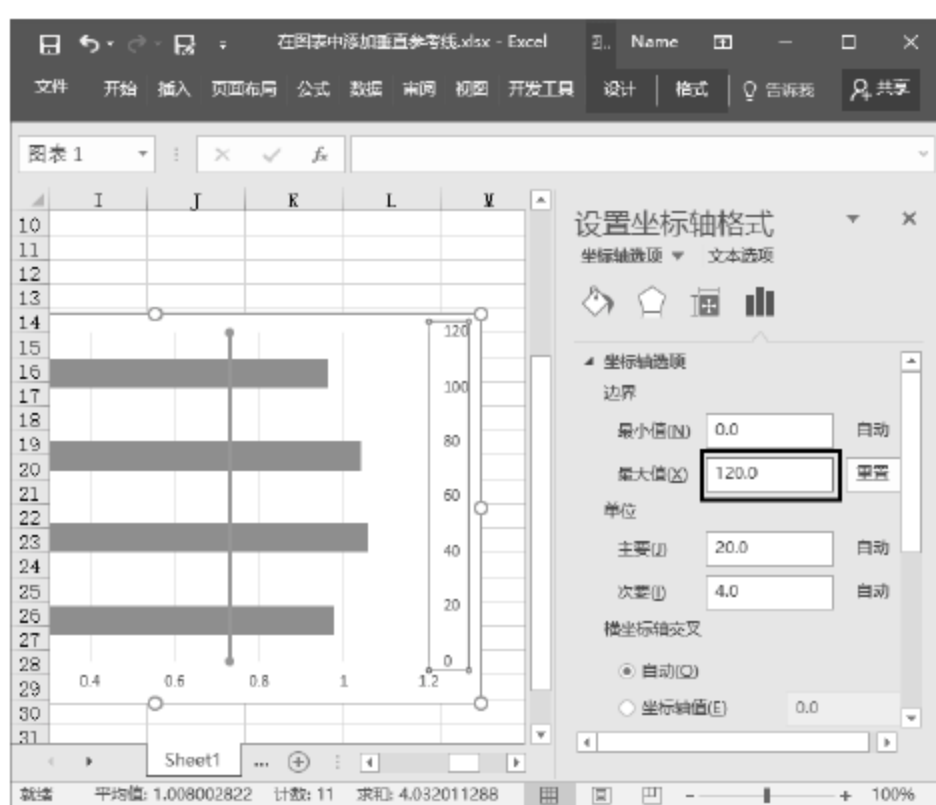 在图表中添加垂直参考线.xlsx - Excel
Name
文件 开始 插入 页面布局 公式 数据 审阅 视图 开发工具 设计 格式 告诉我 共享
图表 1 fx
I J K L M
设置坐标轴格式
坐标轴选项 文本选项
10
11
12
13
14
15
16
17
18
19
20
21
22
23
24
25
26
27
28
29
30
31
120
100
80
60
40
20
0
0.4 0.6 0.8 1 1.2
坐标轴选项
边界
最小值(N) 0.0 自动
最大值(X) 120.0 重置
单位
主要(J) 20.0 自动
次要(I) 4.0 自动
横坐标轴交叉
自动(O)
坐标轴值(E) 0.0
Sheet1 ...
就绪 平均值: 1.008002822 计数: 11 求和: 4.032011288 100%